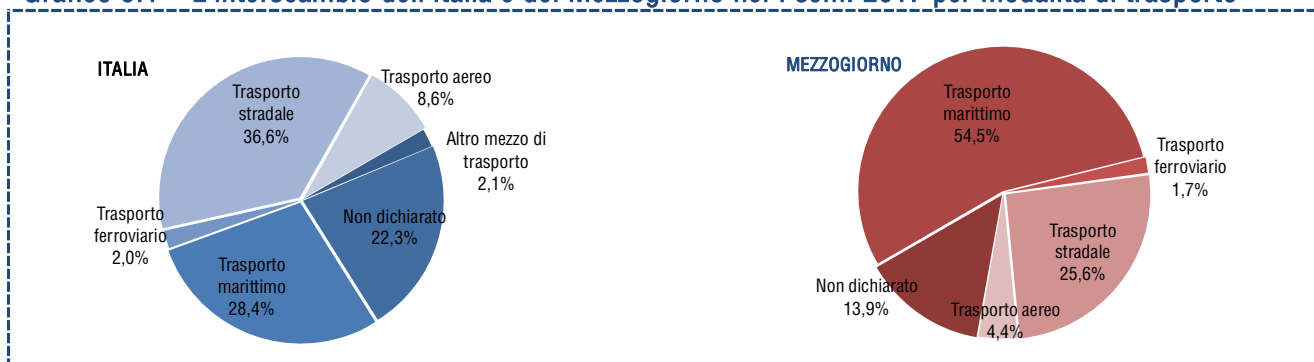 ITALIA
Trasporto
stradale
36,6%
Trasporto aereo
8,6%
Altro mezzo di
trasporto
2,1%
Non dichiarato
22,3%
Trasporto
marittimo
28,4%
Trasporto
ferroviario
2,0%
MEZZOGIORNO
Trasporto
marittimo
54,5%
Trasporto
ferroviario
1,7%
Trasporto
stradale
25,6%
Trasporto aereo
4,4%
Non dichiarato
13,9%